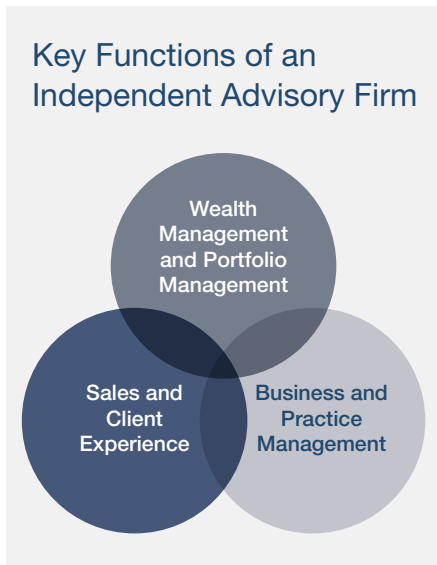 Key Functions of an
Independent Advisory Firm
Wealth
Management
and Portfolio
Management
Sales and
Client
Experience
Business and
Practice
Management